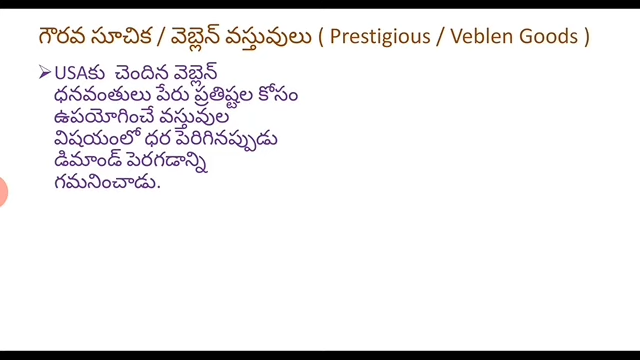 గౌరవ సూచిక / వెబ్లెన్ వస్తువులు ( Prestigious / Veblen Goods )
➢USAకు చెందిన వెబ్లెన్
ధనవంతులు పేరు ప్రతిష్టల కోసం
ఉపయోగించే వస్తువుల
విషయంలో ధర పెరిగినప్పుడు
డిమాండ్ పెరగడాన్ని
గమనించాడు.